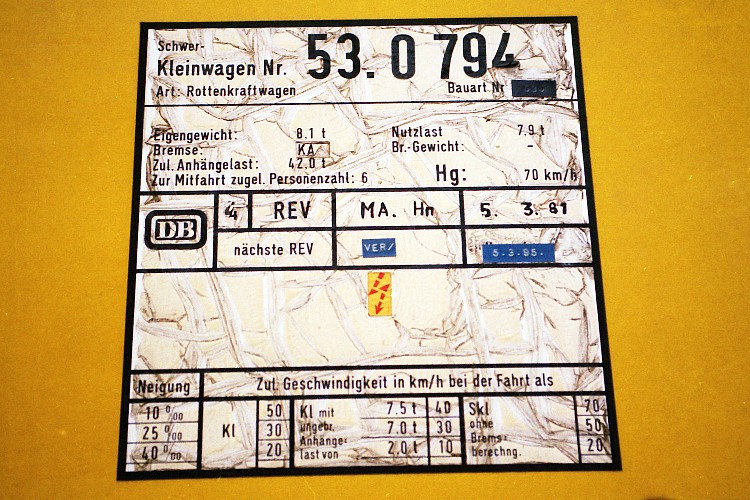 Schwer-
Kleinwagen Nr. 53. 0 794
Art: Rottenkraftwagen Bauart Nr
Eigengewicht: 8.1 t Nutzlast 7.9 t
Bremse: KA Br.-Gewicht: –
Zul. Anhängelast: 42.0 t
Zur Mitfahrt zugel. Personenzahl: 6 Hg: 70 km/h
DB 4 REV MA. Hn 5. 3.81
nächste REV VER/ 5.3.95.
Neigung Zul. Geschwindigkeit in km/h bei der Fahrt als
10 ‰ Kl 50 Kl mit 7.5 t 40 Skl 70
25 ‰ 30 ungebr. 7.0 t 30 ohne 50
40 ‰ 20 Anhänge- 2,0 t 10 Brems- 20
last von berechng.